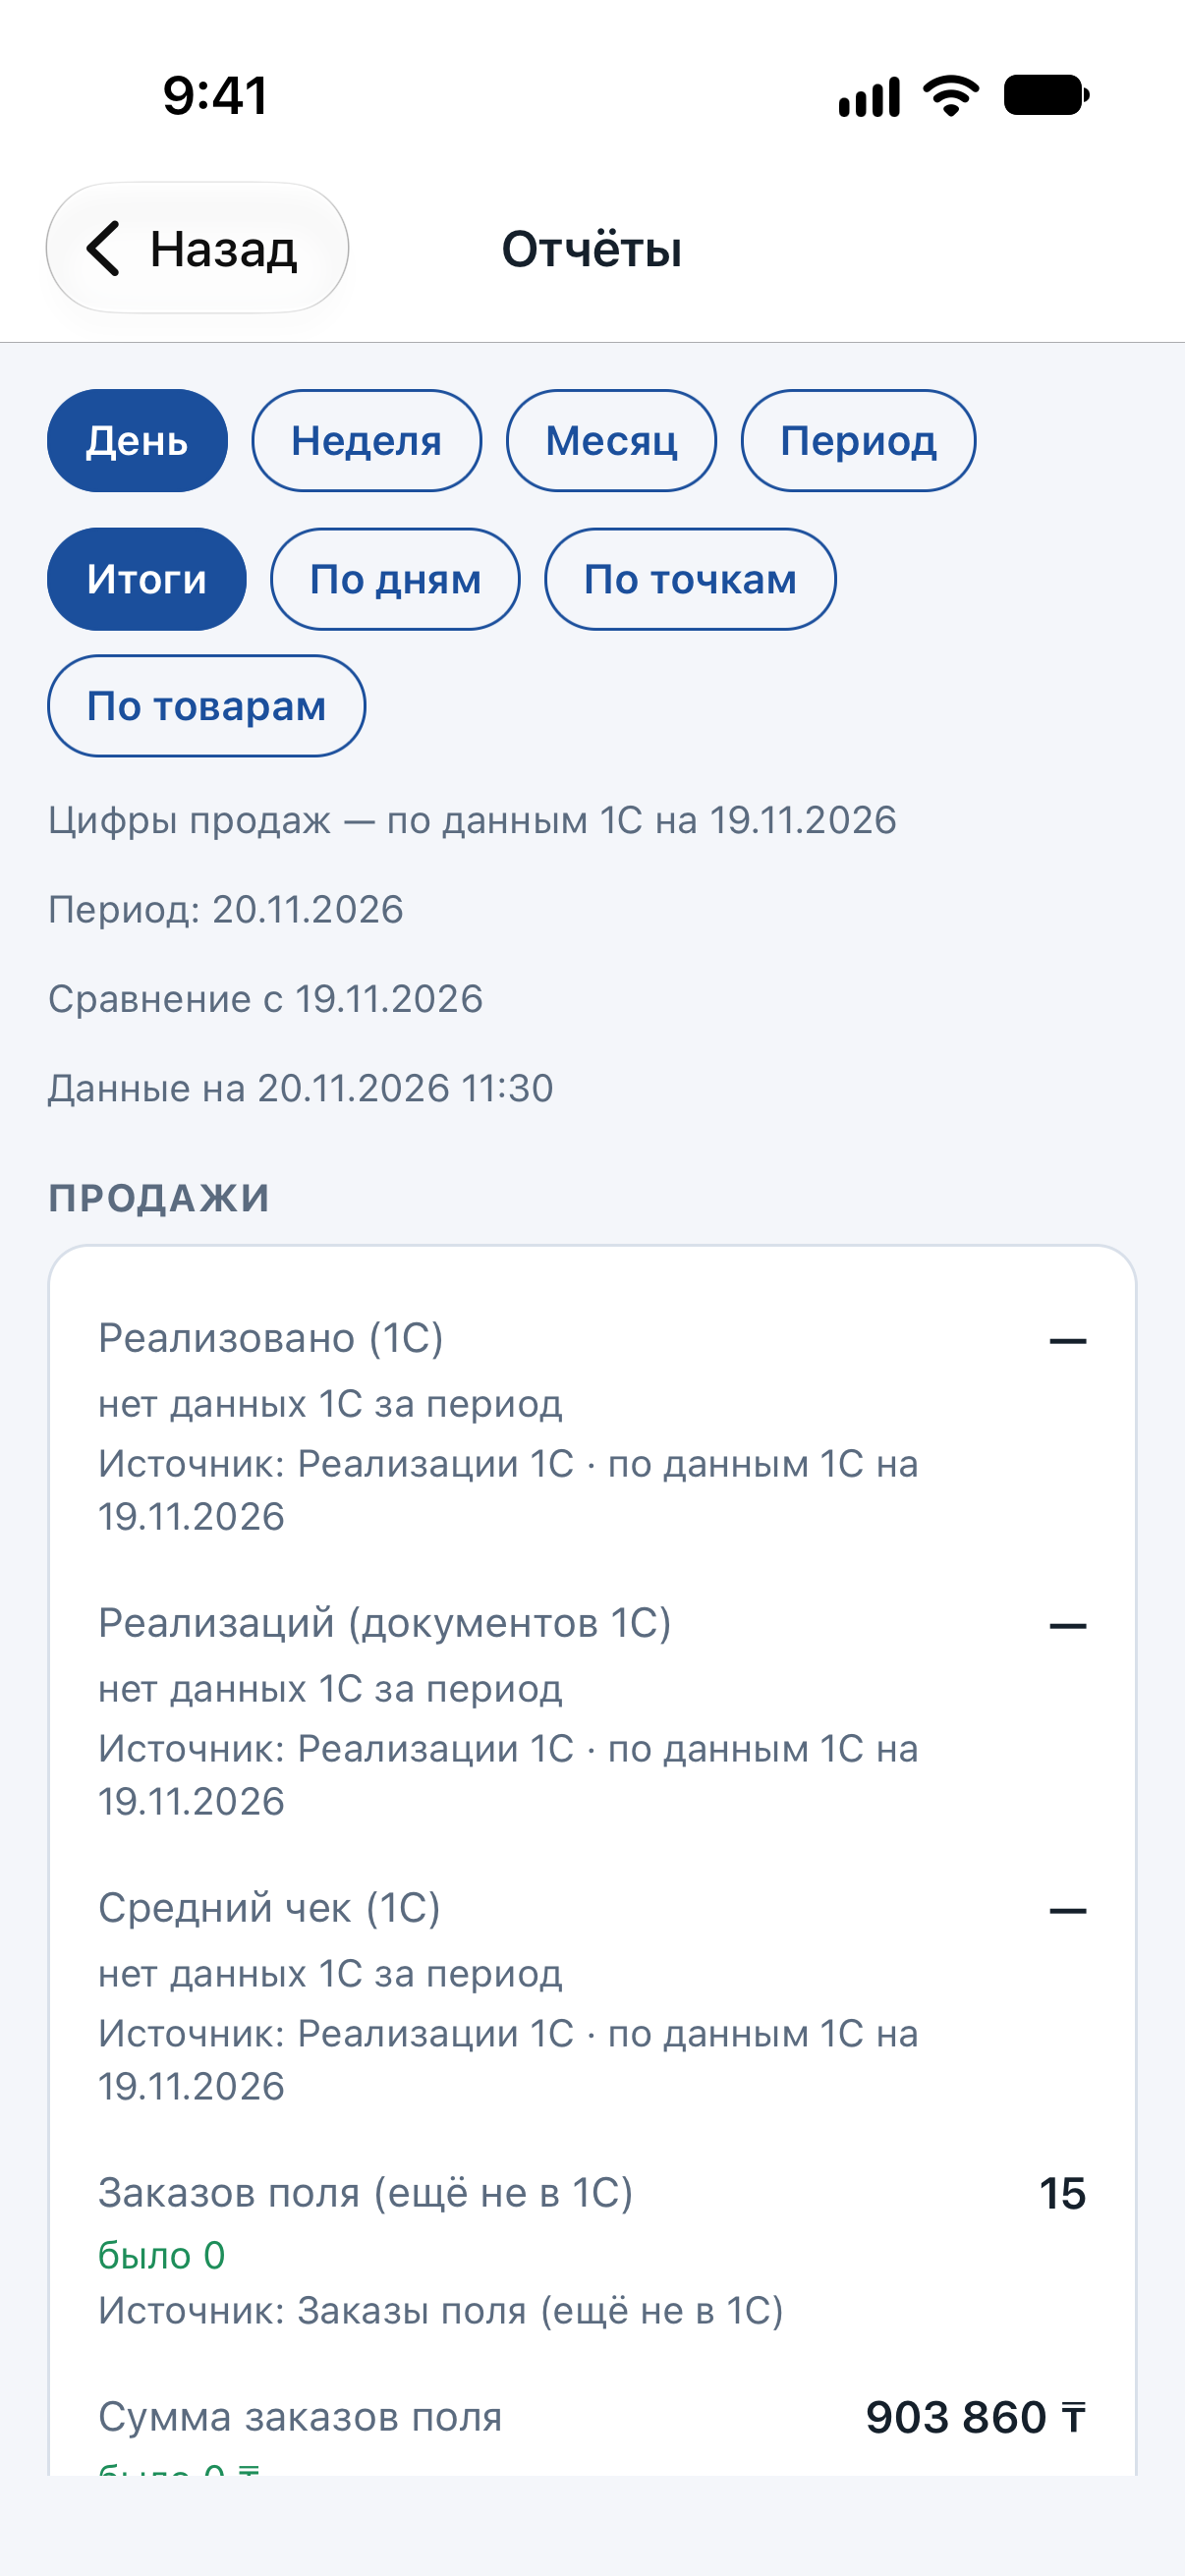 9:41
Назад
Отчёты
День
Неделя
Месяц
Период
Итоги
По дням
По точкам
По товарам
Цифры продаж — по данным 1С на 19.11.2026
Период: 20.11.2026
Сравнение с 19.11.2026
Данные на 20.11.2026 11:30
ПРОДАЖИ
Реализовано (1С) —
нет данных 1С за период
Источник: Реализации 1С · по данным 1С на
19.11.2026
Реализаций (документов 1С) —
нет данных 1С за период
Источник: Реализации 1С · по данным 1С на
19.11.2026
Средний чек (1С) —
нет данных 1С за период
Источник: Реализации 1С · по данным 1С на
19.11.2026
Заказов поля (ещё не в 1С) 15
было 0
Источник: Заказы поля (ещё не в 1С)
Сумма заказов поля 903 860 ₸
было 0 ₸